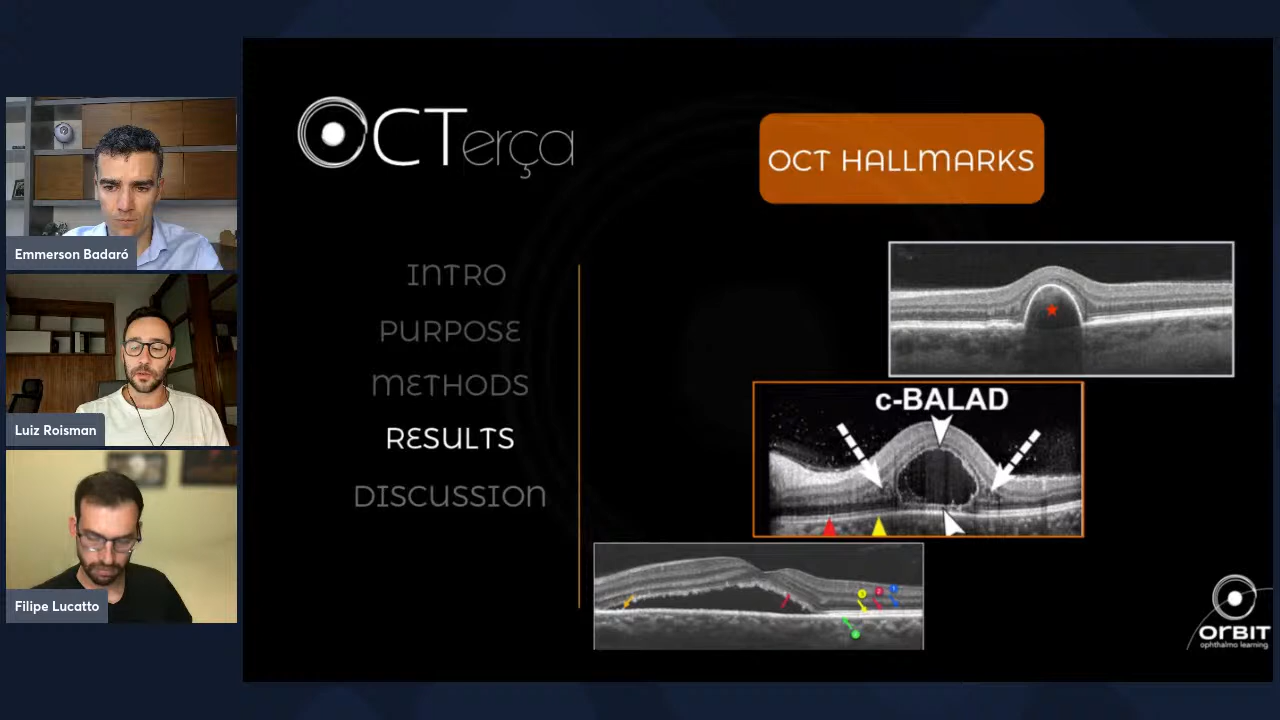 Emmerson Badaró
Luiz Roisman
Filipe Lucatto
OCTerça
OCT HALLMARKS
INTRO
PURPOSE
METHODS
RESULTS
DISCUSSION
c-BALAD
ORBIT
ophthalmo learning